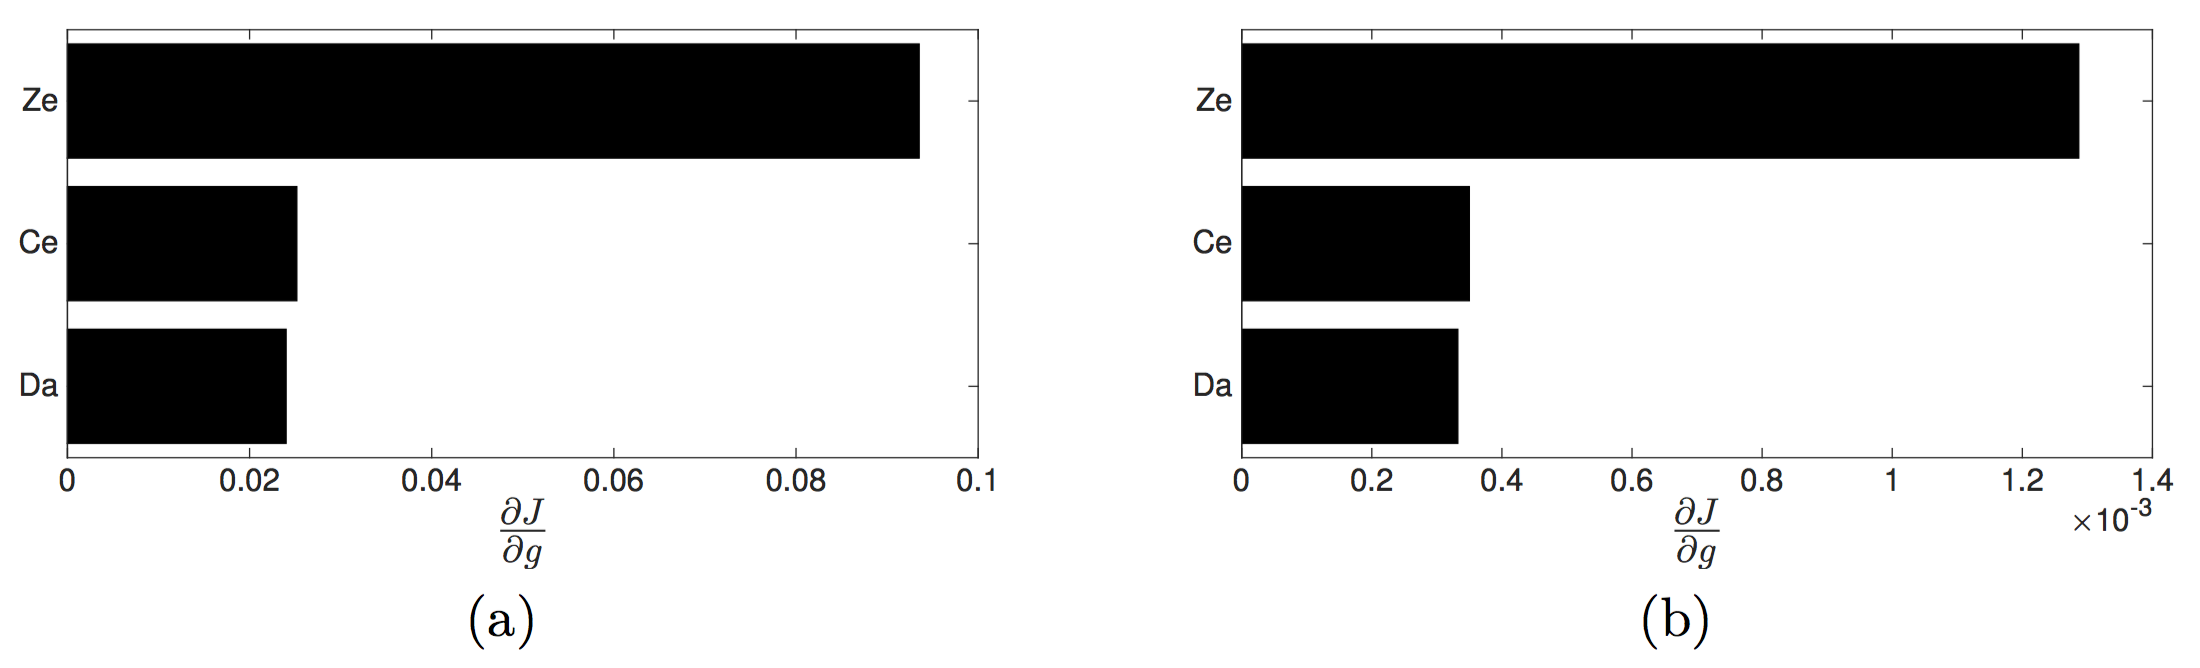 Ze
Ce
Da
0 0.02 0.04 0.06 0.08 0.1
∂J
∂g
(a)
Ze
Ce
Da
0 0.2 0.4 0.6 0.8 1 1.2 1.4
×10^-3
∂J
∂g
(b)